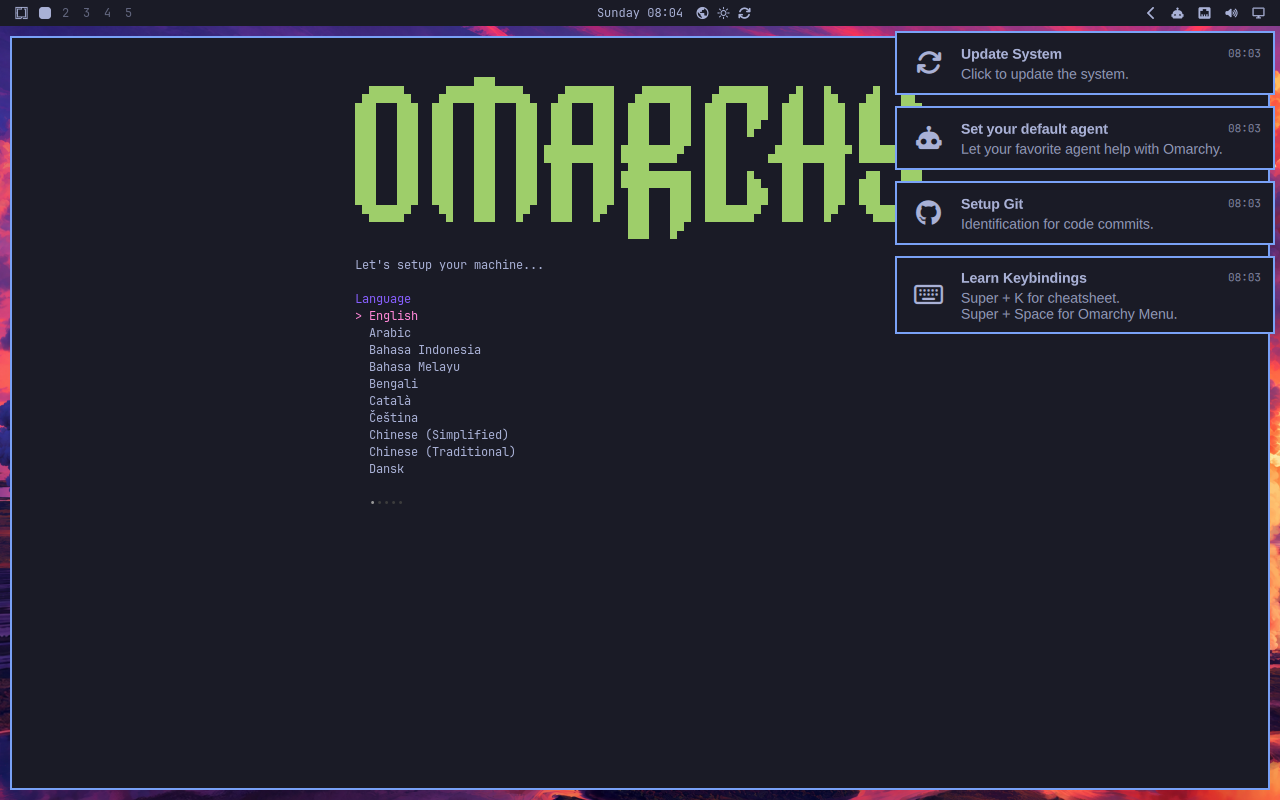 2 3 4 5
Sunday 08:04
OMARCHY
Let's setup your machine...
Language
> English
Arabic
Bahasa Indonesia
Bahasa Melayu
Bengali
Català
Čeština
Chinese (Simplified)
Chinese (Traditional)
Dansk
Update System 08:03
Click to update the system.
Set your default agent 08:03
Let your favorite agent help with Omarchy.
Setup Git 08:03
Identification for code commits.
Learn Keybindings 08:03
Super + K for cheatsheet.
Super + Space for Omarchy Menu.